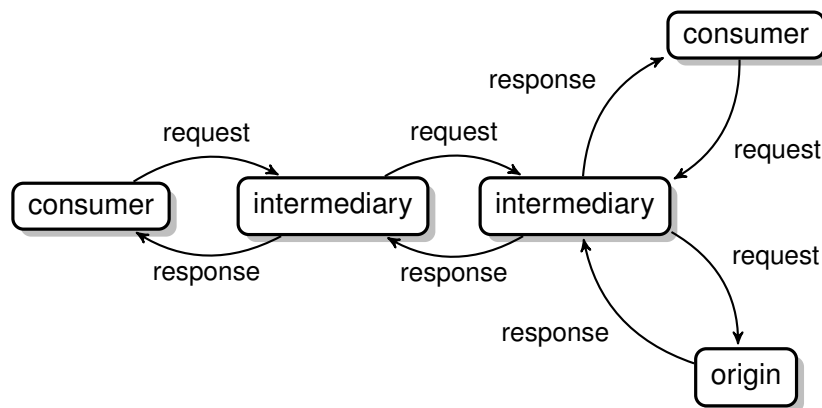 consumer
response
request
request
request
consumer
intermediary
intermediary
response
response
request
response
origin